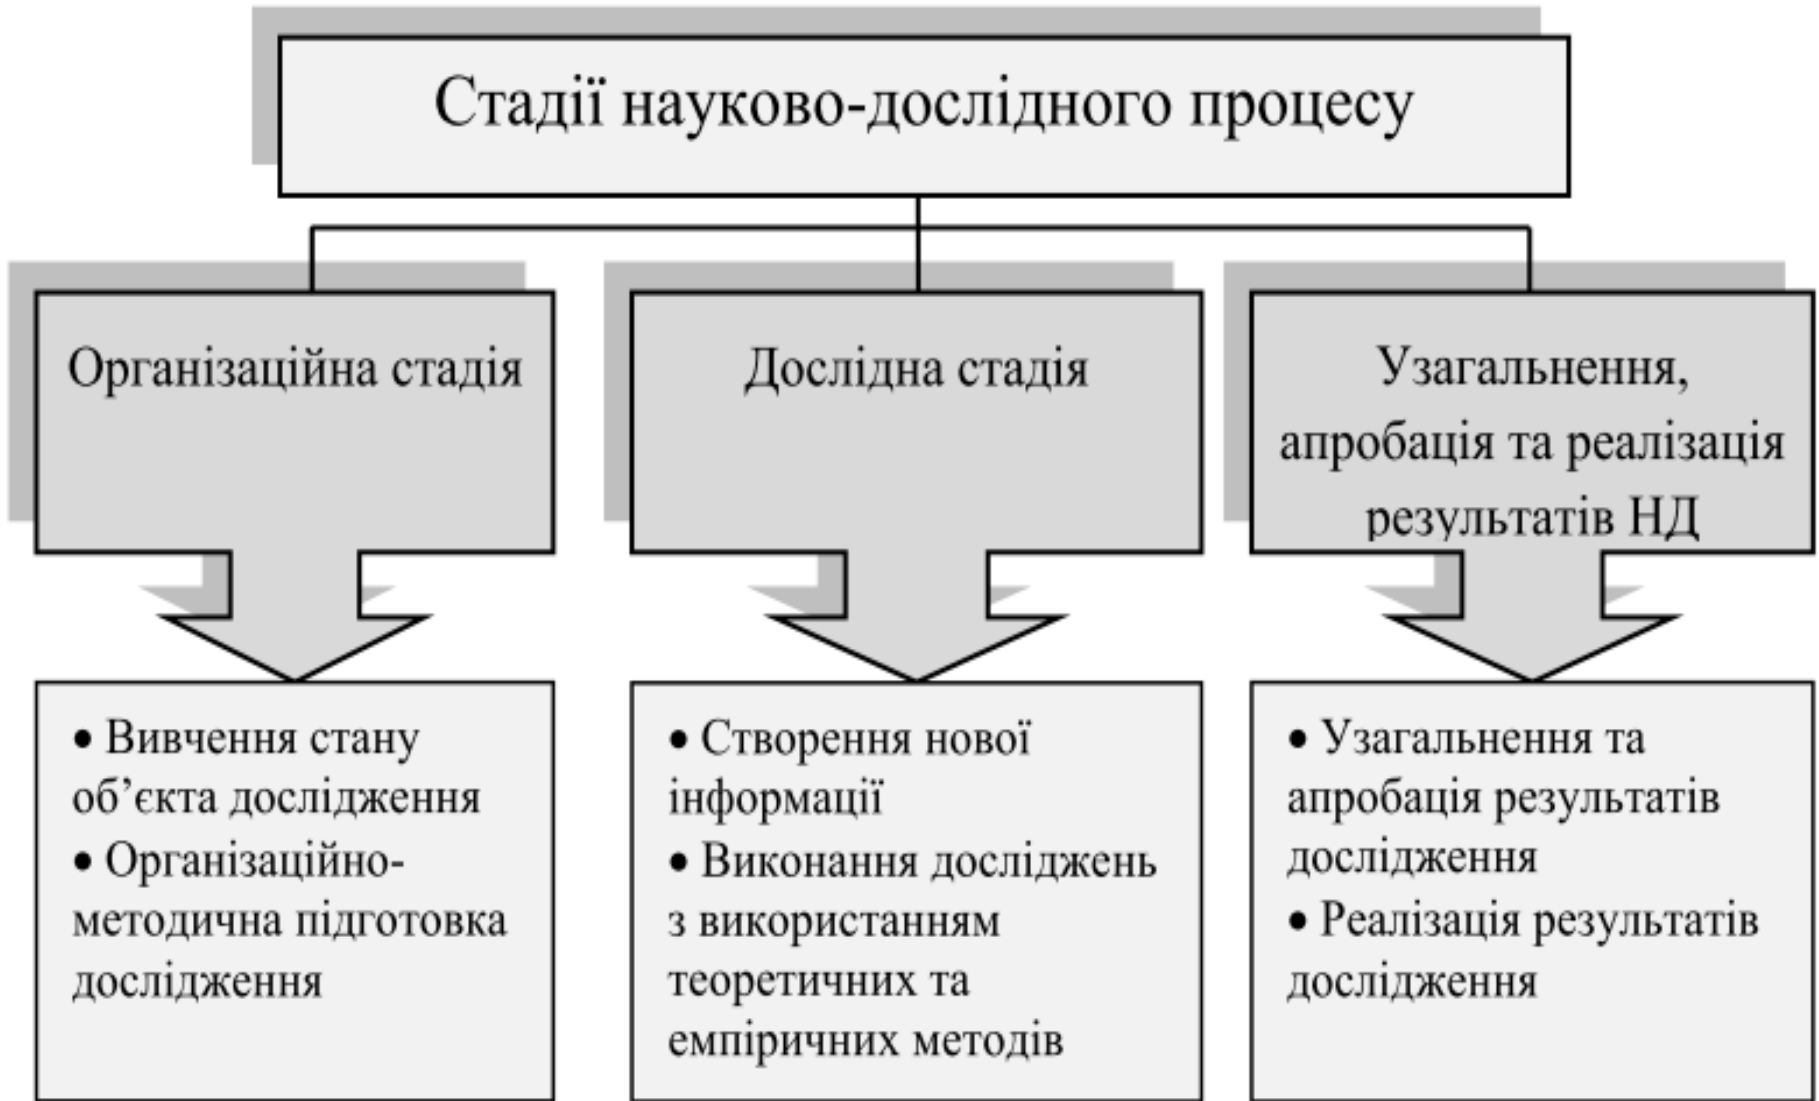 Стадії науково-дослідного процесу
Організаційна стадія
Дослідна стадія
Узагальнення,
апробація та реалізація
результатів НД
• Вивчення стану
об’єкта дослідження
• Організаційно-
методична підготовка
дослідження
• Створення нової
інформації
• Виконання досліджень
з використанням
теоретичних та
емпіричних методів
• Узагальнення та
апробація результатів
дослідження
• Реалізація результатів
дослідження